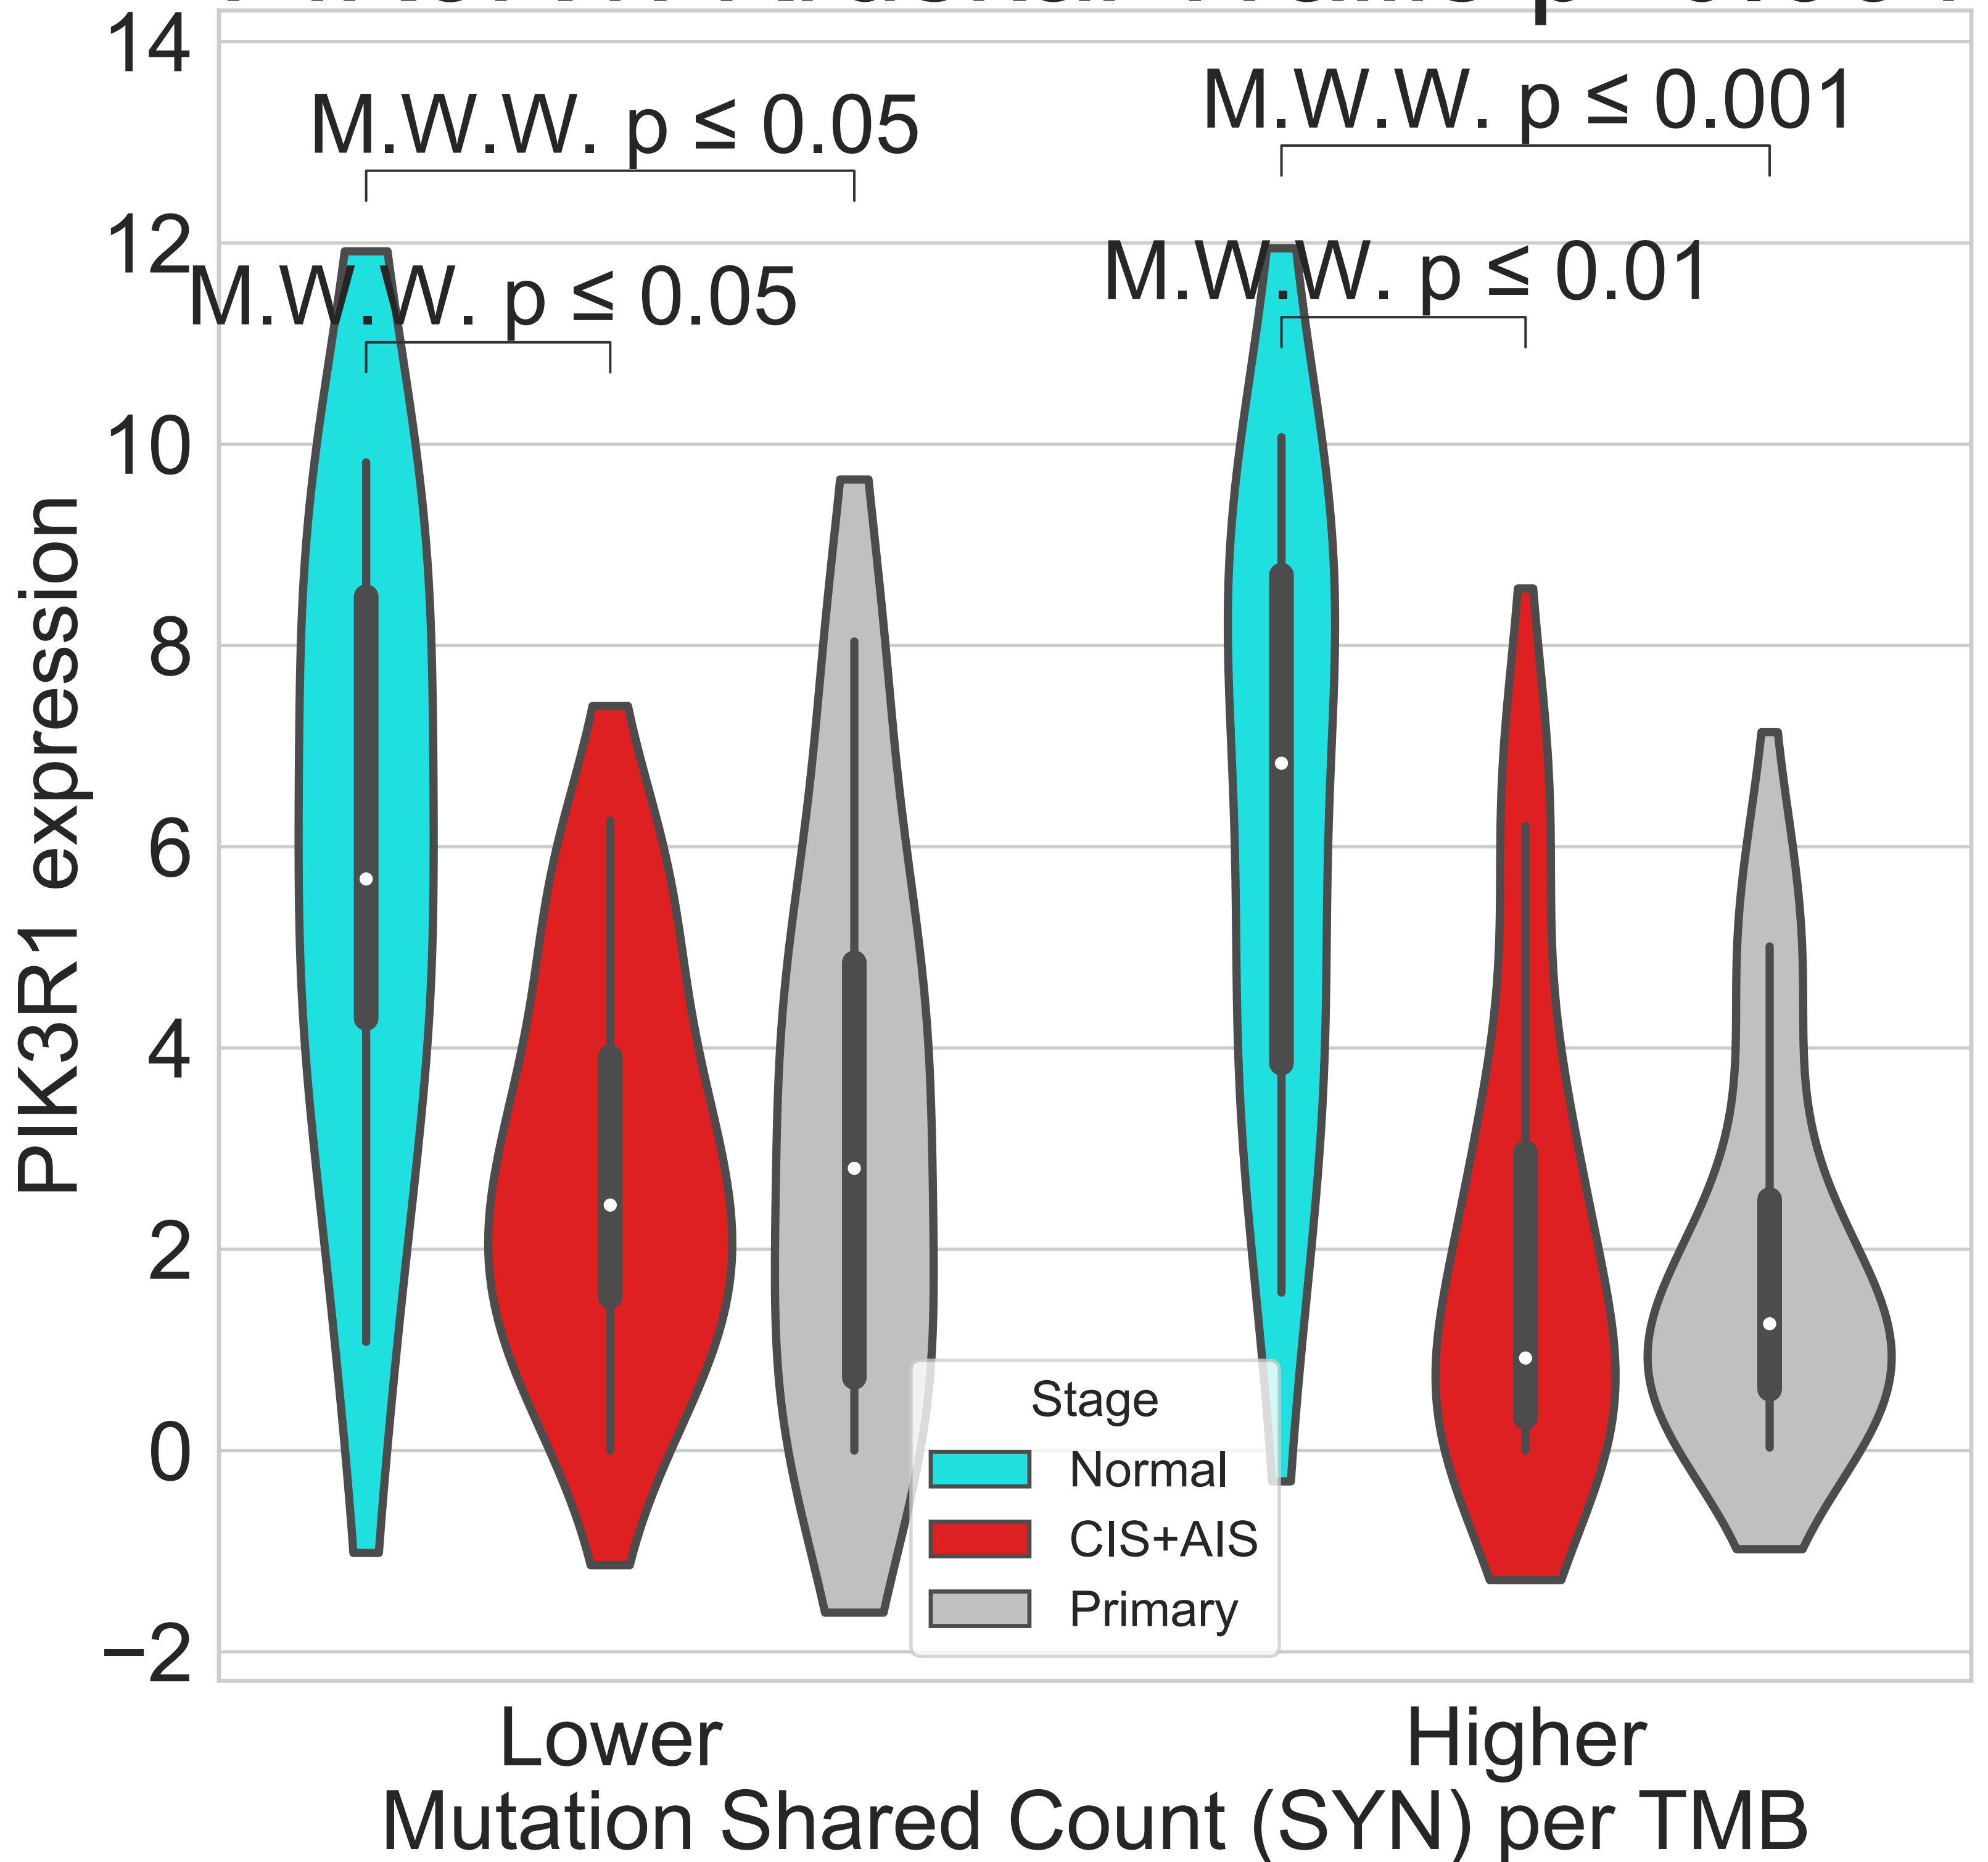 14
12
10
8
6
4
2
0
−2
PIK3R1 expression
M.W.W. p ≤ 0.05
M.W.W. p ≤ 0.001
M.W.W. p ≤ 0.05
M.W.W. p ≤ 0.01
Stage
Normal
CIS+AIS
Primary
Lower
Higher
Mutation Shared Count (SYN) per TMB